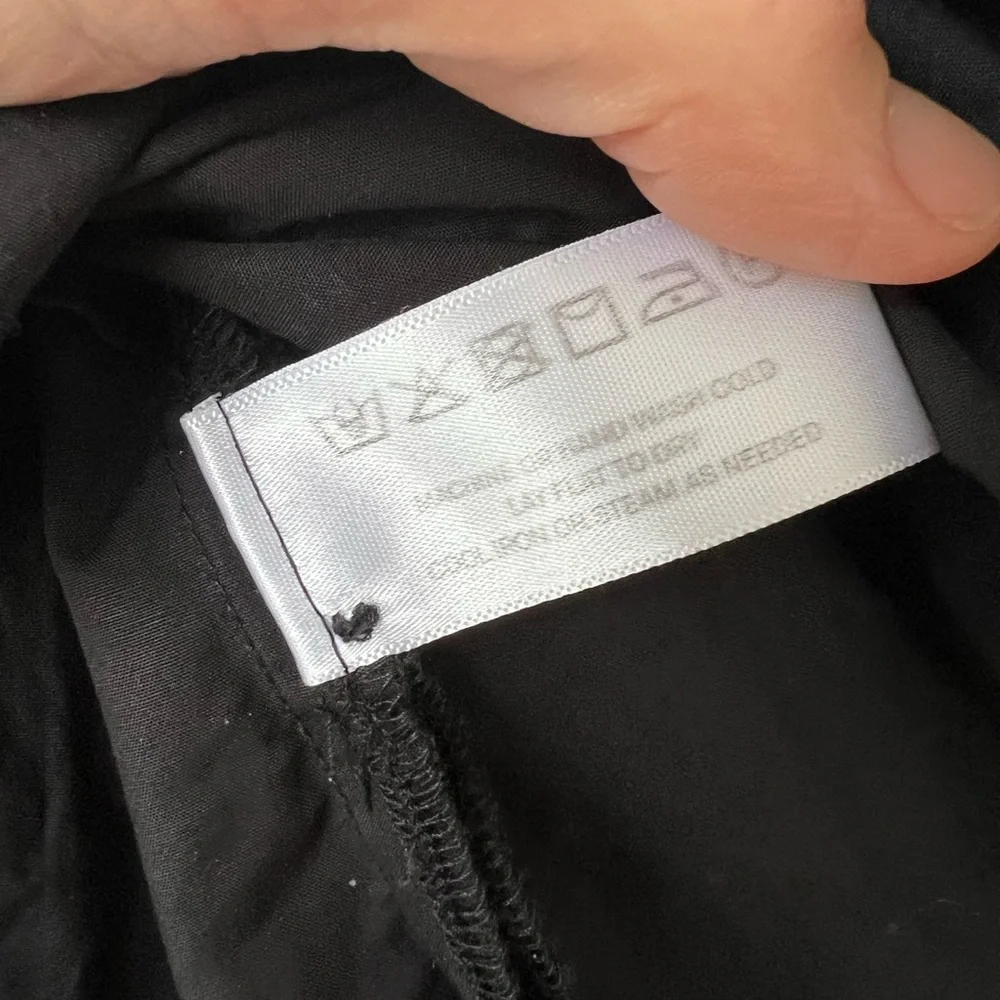 MACHINE OR HAND WASH COLD
LAY FLAT TO DRY
COOL IRON OR STEAM AS NEEDED